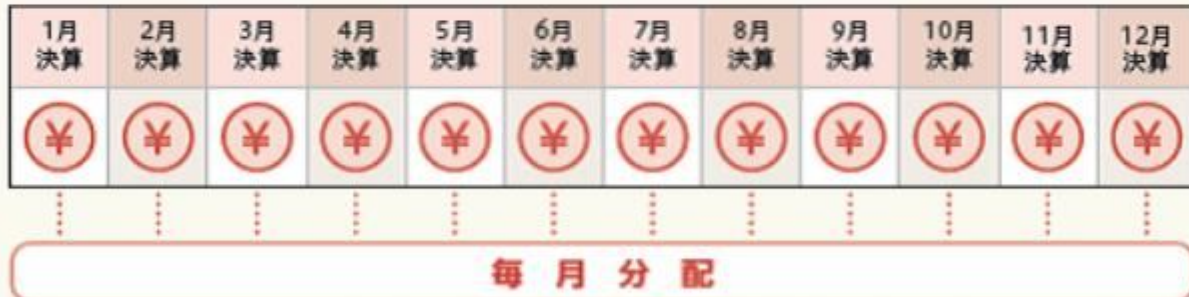 1月 2月 3月 4月 5月 6月 7月 8月 9月 10月 11月 12月
決算 決算 決算 決算 決算 決算 決算 決算 決算 決算 決算 決算
¥ ¥ ¥ ¥ ¥ ¥ ¥ ¥ ¥ ¥ ¥ ¥
毎月分配